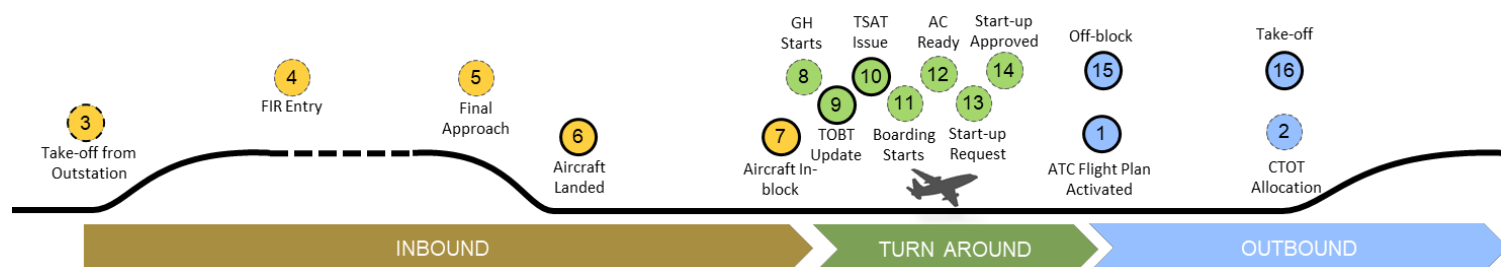 3
Take-off from
Outstation
4
FIR Entry
5
Final
Approach
6
Aircraft
Landed
7
Aircraft In-
block
GH
Starts
8
9
TOBT
Update
TSAT
Issue
10
11
Boarding
Starts
AC
Ready
12
13
Start-up
Request
Start-up
Approved
14
Off-block
15
1
ATC Flight Plan
Activated
Take-off
16
2
CTOT
Allocation
INBOUND
TURN AROUND
OUTBOUND